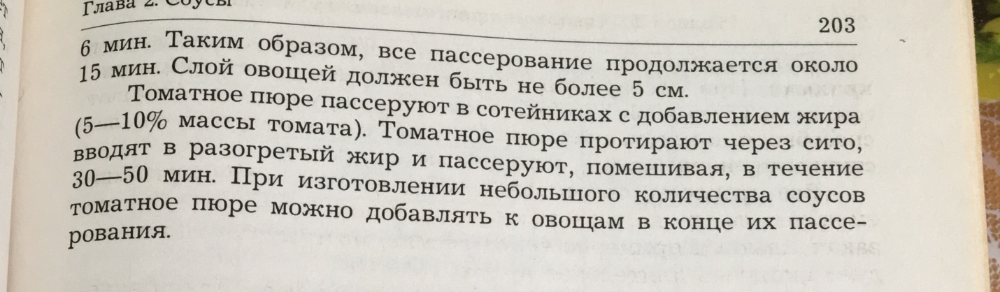 Глава 2. Соусы
203
6 мин. Таким образом, все пассерование продолжается около
15 мин. Слой овощей должен быть не более 5 см.
Томатное пюре пассеруют в сотейниках с добавлением жира
(5—10% массы томата). Томатное пюре протирают через сито,
вводят в разогретый жир и пассеруют, помешивая, в течение
30—50 мин. При изготовлении небольшого количества соусов
томатное пюре можно добавлять к овощам в конце их пассе-
рования.